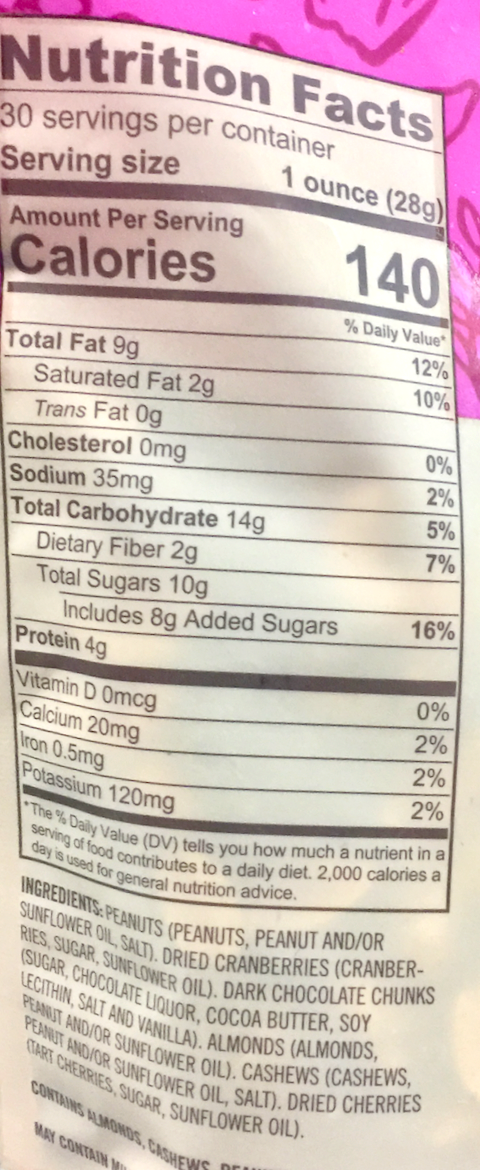 Nutrition Facts
30 servings per container
Serving size 1 ounce (28g)
Amount Per Serving
Calories 140
% Daily Value*
Total Fat 9g 12%
Saturated Fat 2g 10%
Trans Fat 0g
Cholesterol 0mg 0%
Sodium 35mg 2%
Total Carbohydrate 14g 5%
Dietary Fiber 2g 7%
Total Sugars 10g
Includes 8g Added Sugars 16%
Protein 4g
Vitamin D 0mcg 0%
Calcium 20mg 2%
Iron 0.5mg 2%
Potassium 120mg 2%
*The % Daily Value (DV) tells you how much a nutrient in a
serving of food contributes to a daily diet. 2,000 calories a
day is used for general nutrition advice.
INGREDIENTS: PEANUTS (PEANUTS, PEANUT AND/OR
SUNFLOWER OIL, SALT). DRIED CRANBERRIES (CRANBER-
RIES, SUGAR, SUNFLOWER OIL). DARK CHOCOLATE CHUNKS
(SUGAR, CHOCOLATE LIQUOR, COCOA BUTTER, SOY
LECITHIN, SALT AND VANILLA). ALMONDS (ALMONDS,
PEANUT AND/OR SUNFLOWER OIL). CASHEWS (CASHEWS,
PEANUT AND/OR SUNFLOWER OIL, SALT). DRIED CHERRIES
(TART CHERRIES, SUGAR, SUNFLOWER OIL).
CONTAINS ALMONDS, CASHEWS,
MAY CONTAIN